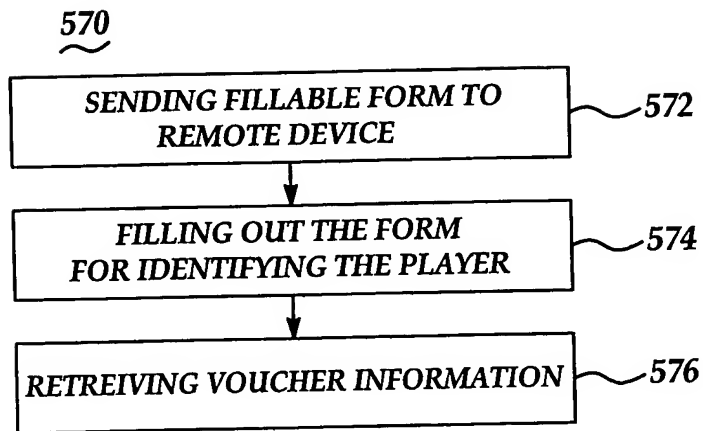 570
SENDING FILLABLE FORM TO
REMOTE DEVICE
572
FILLING OUT THE FORM
FOR IDENTIFYING THE PLAYER
574
RETREIVING VOUCHER INFORMATION
576